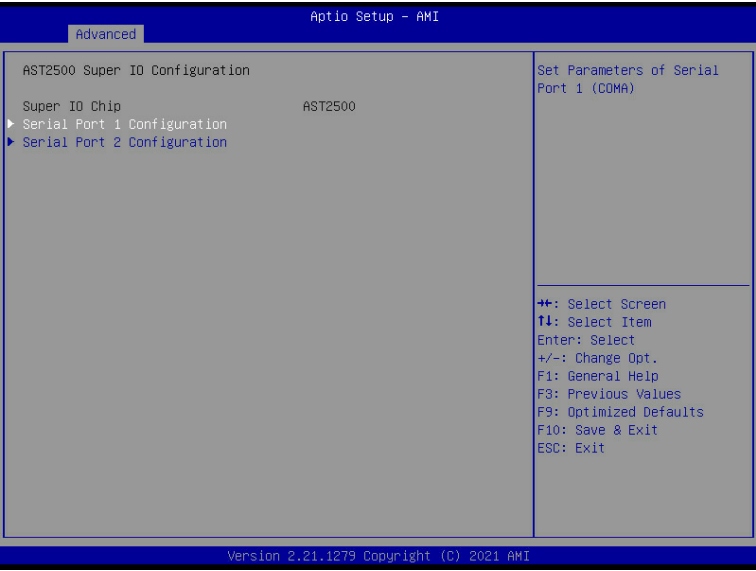 Aptio Setup – AMI
Advanced
AST2500 Super IO Configuration
Super IO Chip AST2500
▶ Serial Port 1 Configuration
▶ Serial Port 2 Configuration
Set Parameters of Serial
Port 1 (COMA)
→←: Select Screen
↑↓: Select Item
Enter: Select
+/-: Change Opt.
F1: General Help
F3: Previous Values
F9: Optimized Defaults
F10: Save & Exit
ESC: Exit
Version 2.21.1279 Copyright (C) 2021 AMI